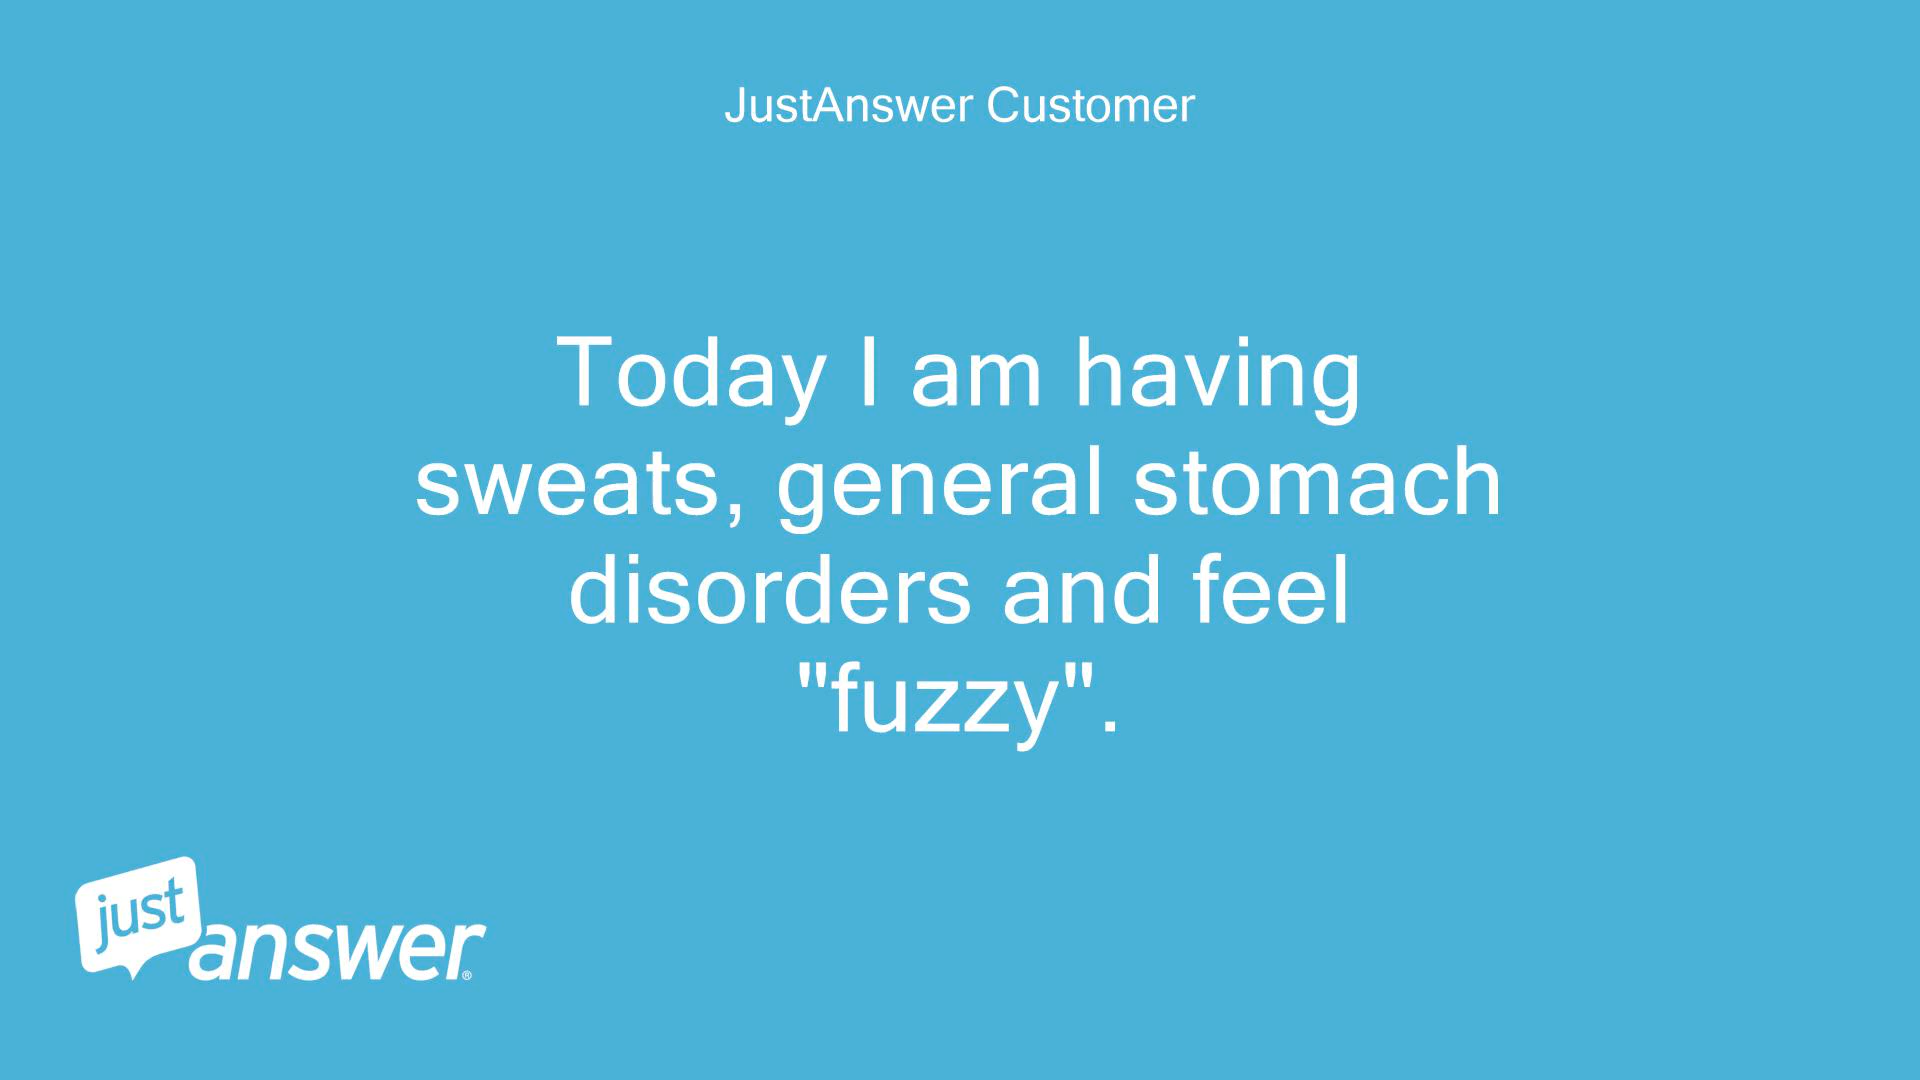 JustAnswer Customer
Today I am having
sweats, general stomach
disorders and feel
"fuzzy".
just
answer®